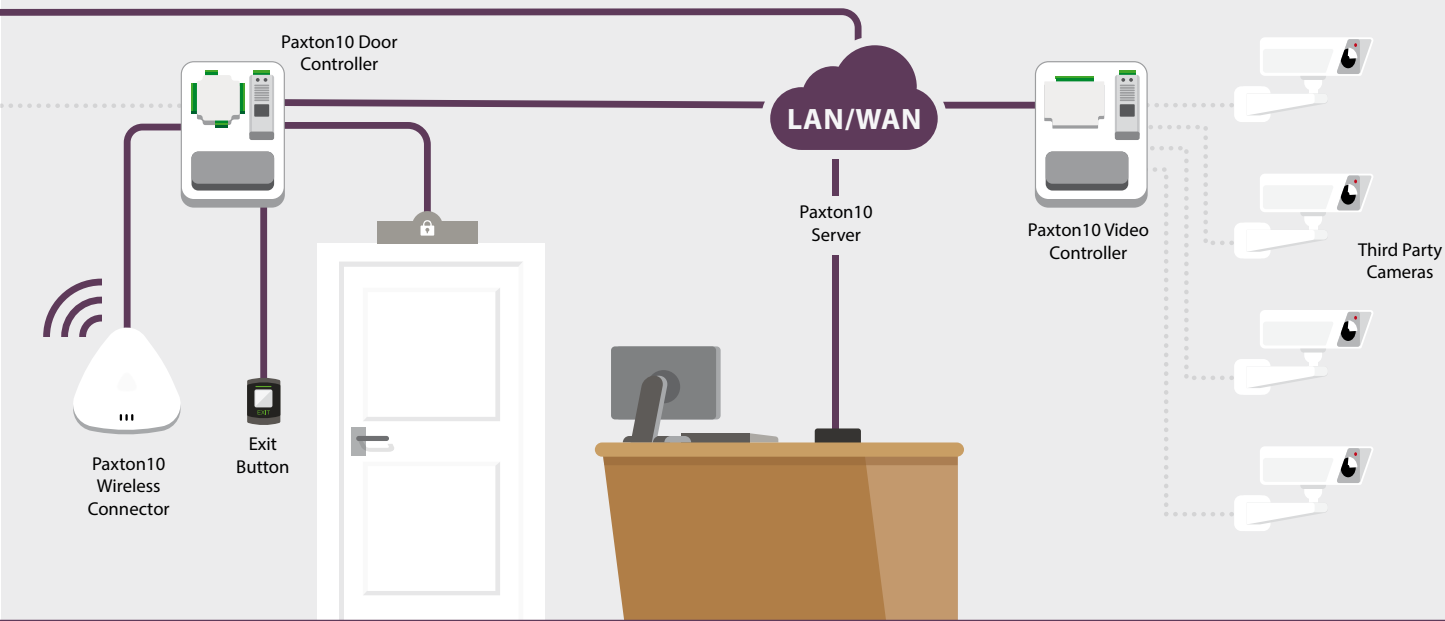 Paxton10 Door
Controller
LAN/WAN
Paxton10
Server
Paxton10 Video
Controller
Third Party
Cameras
EXIT
Exit
Button
Paxton10
Wireless
Connector